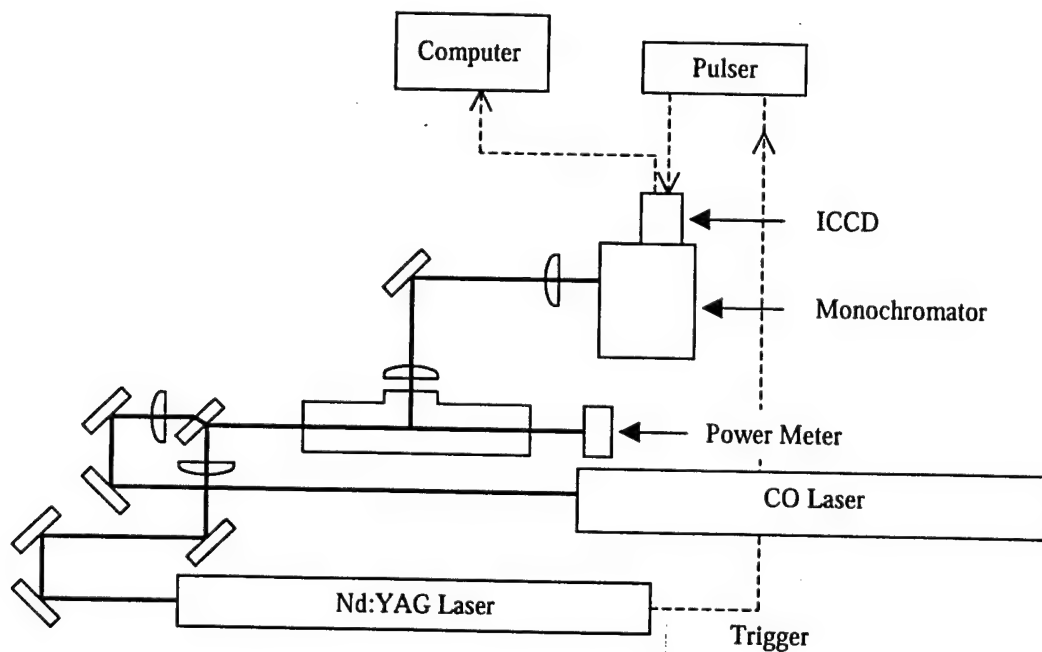 Computer
Pulser
ICCD
Monochromator
Power Meter
CO Laser
Nd:YAG Laser
Trigger